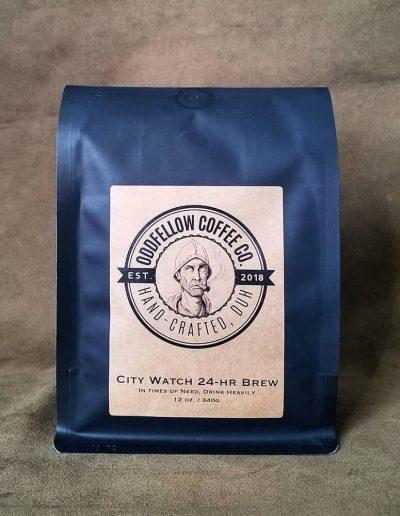 ODDFELLOW COFFEE CO.
EST. 2018
HAND-CRAFTED, DUH
CITY WATCH 24-HR BREW
IN TIMES OF NEED, DRINK HEAVILY
12 OZ. / 340G